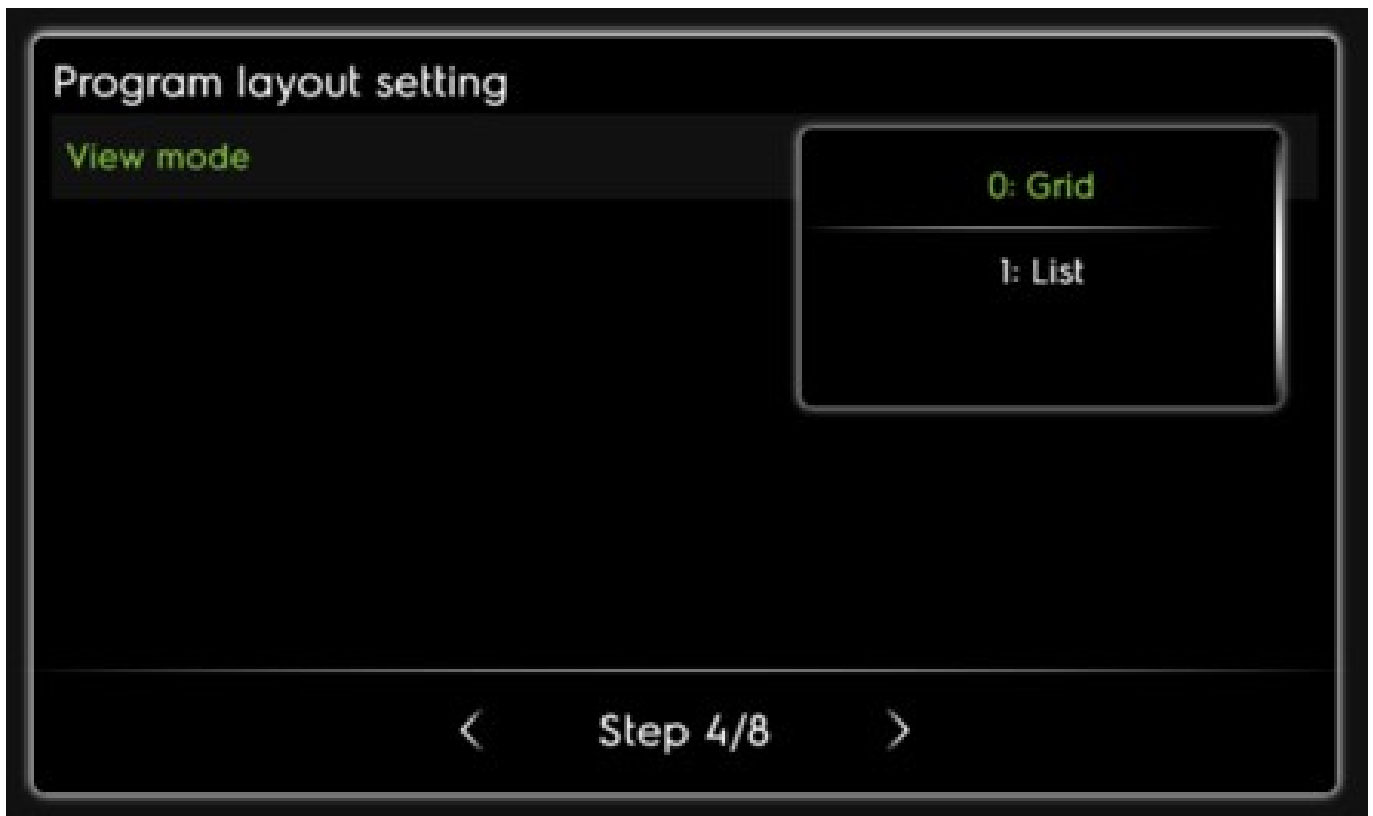 Program layout setting
View mode
0: Grid
1: List
< Step 4/8 >